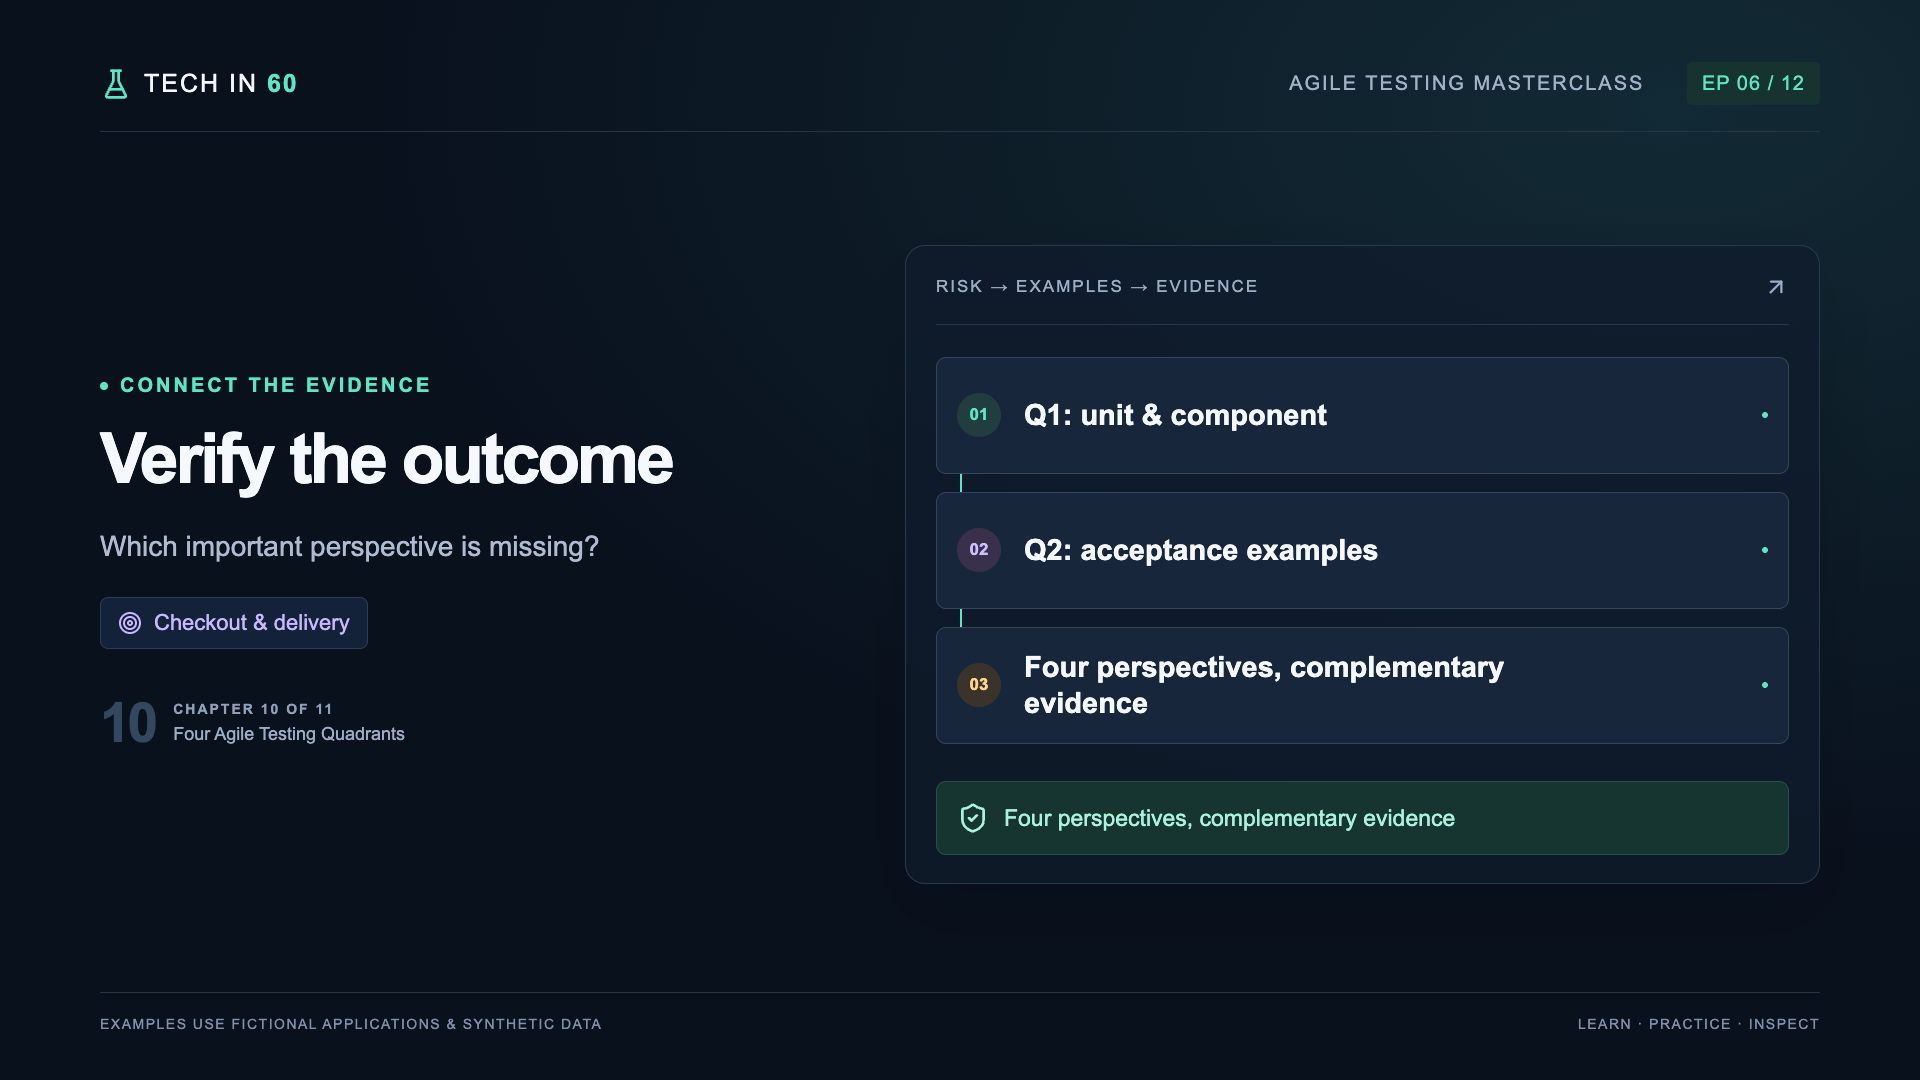 TECH IN 60
AGILE TESTING MASTERCLASS
EP 06 / 12
CONNECT THE EVIDENCE
Verify the outcome
Which important perspective is missing?
Checkout & delivery
10
CHAPTER 10 OF 11
Four Agile Testing Quadrants
RISK → EXAMPLES → EVIDENCE
01
Q1: unit & component
02
Q2: acceptance examples
03
Four perspectives, complementary
evidence
Four perspectives, complementary evidence
EXAMPLES USE FICTIONAL APPLICATIONS & SYNTHETIC DATA
LEARN · PRACTICE · INSPECT